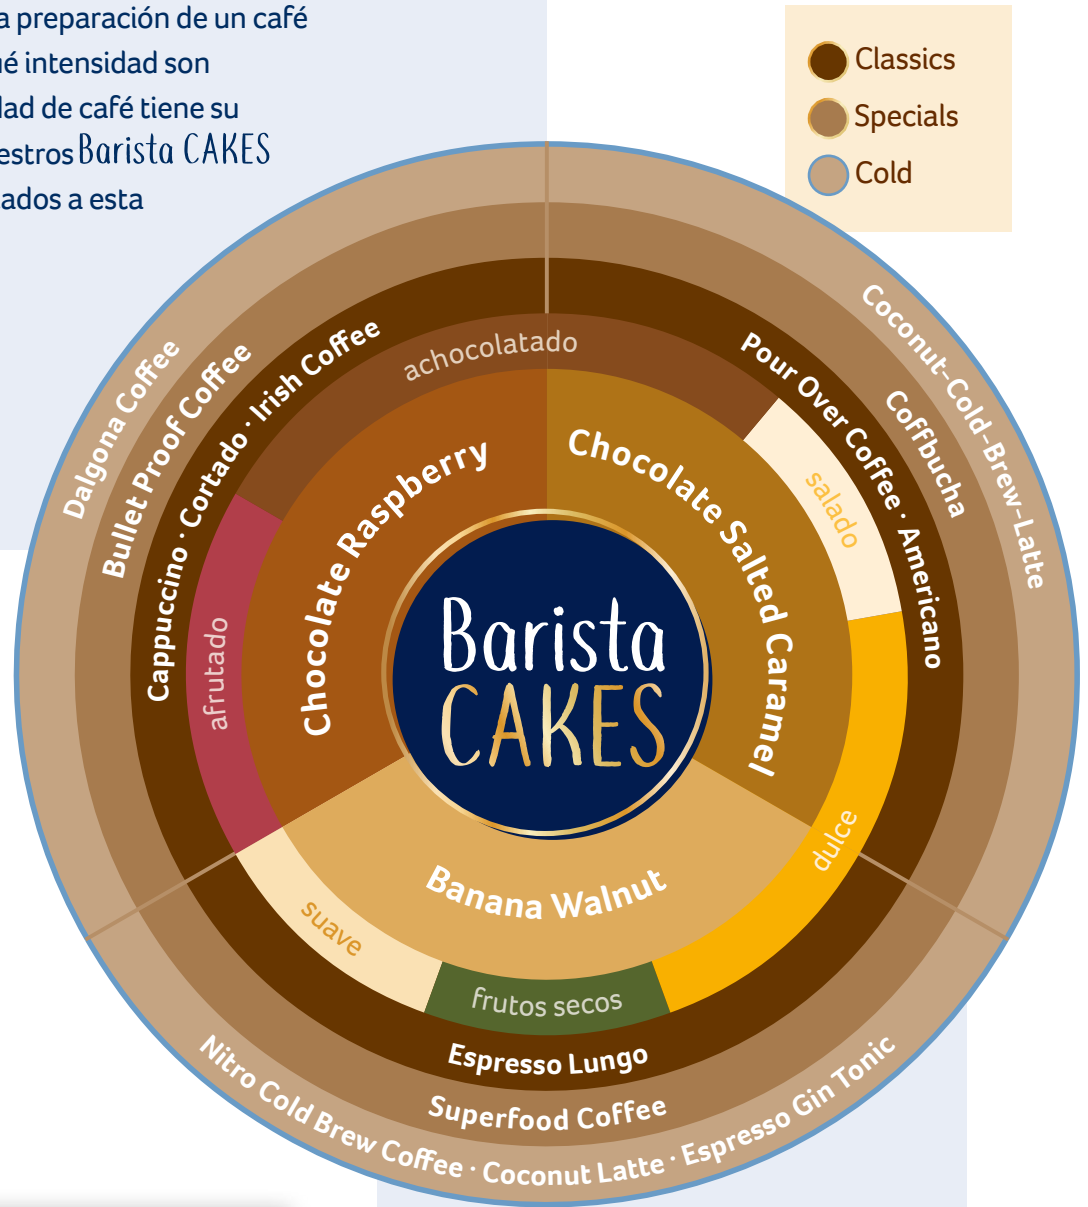 a preparación de un café
é intensidad son
dad de café tiene su
estros Barista CAKES
ados a esta
Classics
Specials
Cold
Dalgona Coffee
Bullet Proof Coffee
Cappuccino · Cortado · Irish Coffee
achocolatado
afrutado
Chocolate Raspberry
Coconut-Cold-Brew-Latte
Coffbucha
Pour Over Coffee · Americano
salado
dulce
Chocolate Salted Caramel
Barista
CAKES
Banana Walnut
suave
frutos secos
Espresso Lungo
Superfood Coffee
Nitro Cold Brew Coffee · Coconut Latte · Espresso Gin Tonic